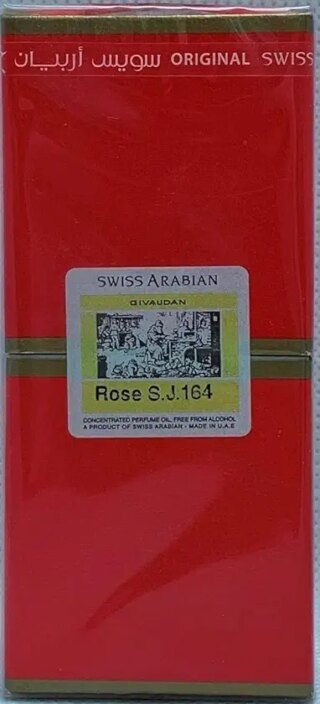 سويس أربيان ORIGINAL SWISS
SWISS ARABIAN
GIVAUDAN
Rose S.J.164
CONCENTRATED PERFUME OIL, FREE FROM ALDOHOL
A PRODUCT OF SWISS ARABIAN - MADE IN U.A.E